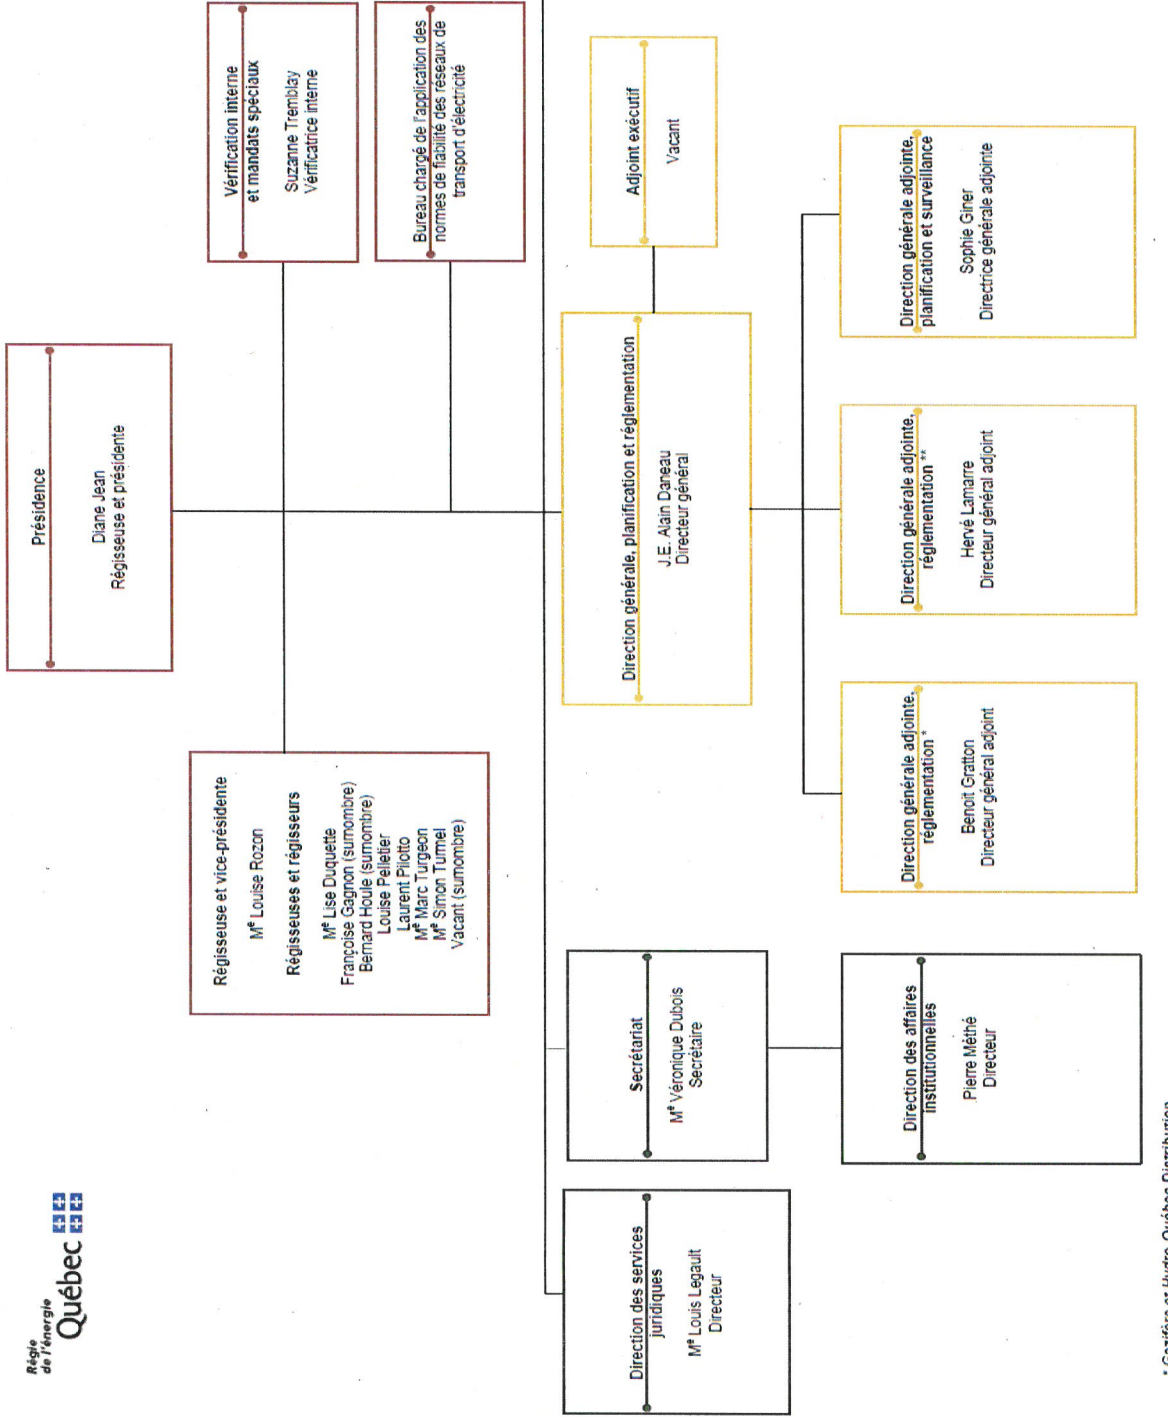 Régie
de l'énergie
Québec
Présidence
Diane Jean
Régisseuse et présidente
Vérification interne
et mandats spéciaux
Suzanne Tremblay
Vérificatrice interne
Régisseuse et vice-présidente
Me Louise Rozon
Régisseuses et régisseurs
Me Lise Duquette
Françoise Gagnon (surnombre)
Bernard Houle (surnombre)
Louise Pelletier
Laurent Pilotto
Me Marc Turgeon
Me Simon Turmel
Vacant (surnombre)
Bureau chargé de l'application des
normes de fiabilité des réseaux de
transport d'électricité
Direction des services
juridiques
Me Louis Legault
Directeur
Secrétariat
Me Véronique Dubois
Secrétaire
Direction générale, planification et réglementation
J.E. Alain Daneau
Directeur général
Adjoint exécutif
Vacant
Direction des affaires
institutionnelles
Pierre Méthé
Directeur
Direction générale adjointe,
réglementation *
Benoit Gratton
Directeur général adjoint
Direction générale adjointe,
réglementation **
Hervé Lamarre
Directeur général adjoint
Direction générale adjointe,
planification et surveillance
Sophie Giner
Directrice générale adjointe
* Gazifère et Hydro-Québec Distribution